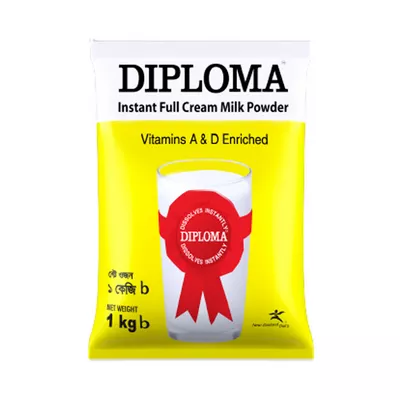 DIPLOMA
Instant Full Cream Milk Powder
Vitamins A & D Enriched
DISSOLVES INSTANTLY
DIPLOMA
DISSOLVES INSTANTLY
নেট ওজন
১ কেজি b
NET WEIGHT
1 kg b